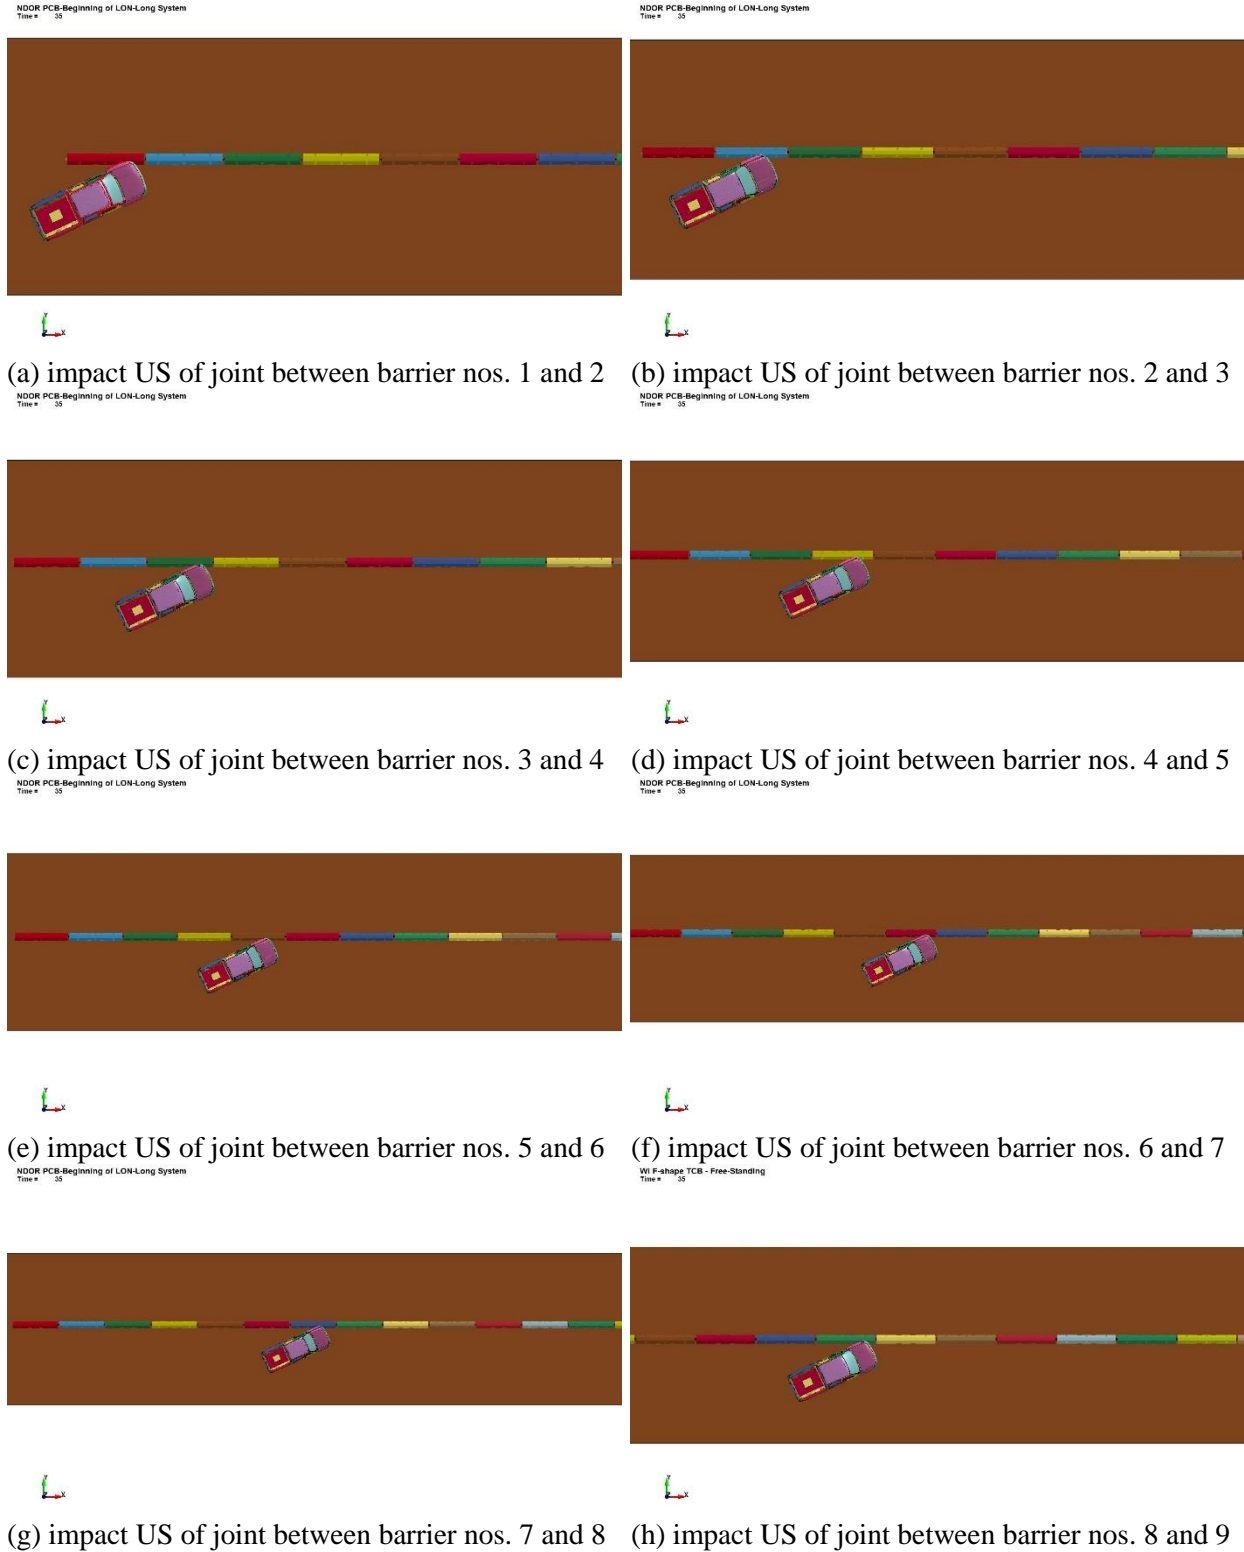 NDOR PCB-Beginning of LON-Long System
Time = 35
NDOR PCB-Beginning of LON-Long System
Time = 35
Y
Z X
Y
Z X
(a) impact US of joint between barrier nos. 1 and 2
(b) impact US of joint between barrier nos. 2 and 3
NDOR PCB-Beginning of LON-Long System
Time = 35
NDOR PCB-Beginning of LON-Long System
Time = 35
Y
Z X
Y
Z X
(c) impact US of joint between barrier nos. 3 and 4
(d) impact US of joint between barrier nos. 4 and 5
NDOR PCB-Beginning of LON-Long System
Time = 35
NDOR PCB-Beginning of LON-Long System
Time = 35
Y
Z X
Y
Z X
(e) impact US of joint between barrier nos. 5 and 6
(f) impact US of joint between barrier nos. 6 and 7
NDOR PCB-Beginning of LON-Long System
Time = 35
WI F-shape TCB - Free-Standing
Time = 35
Y
Z X
Y
Z X
(g) impact US of joint between barrier nos. 7 and 8
(h) impact US of joint between barrier nos. 8 and 9